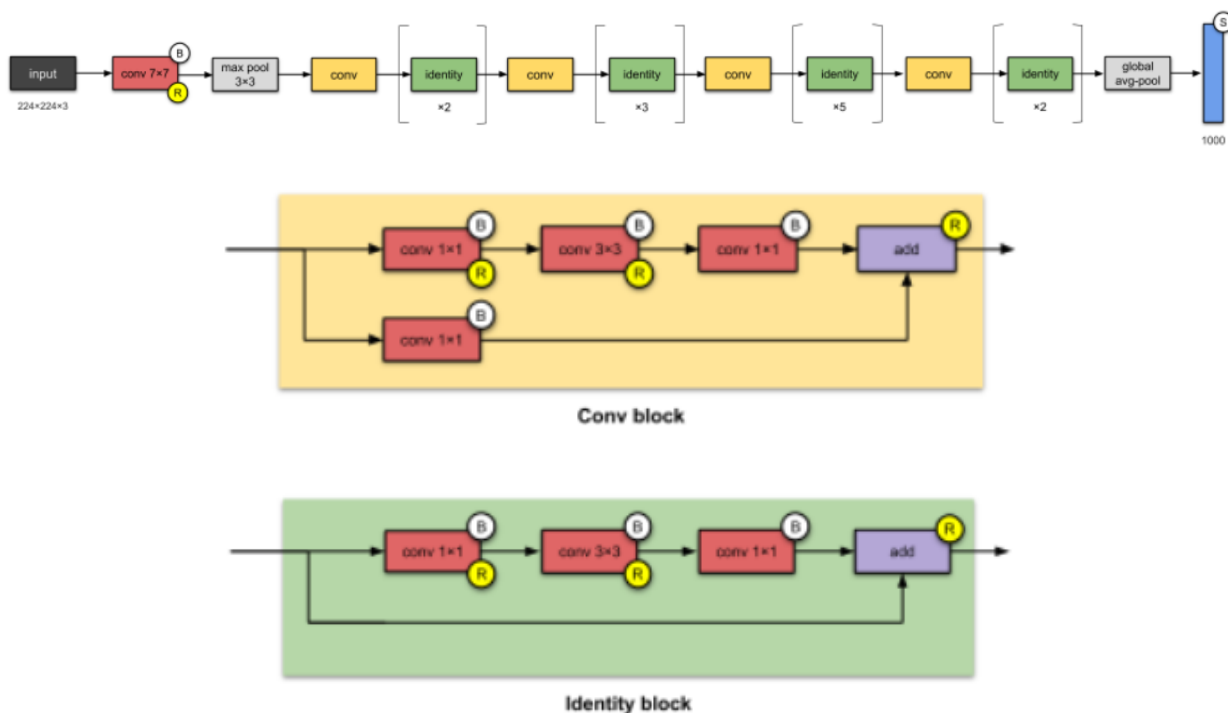 input
224×224×3
conv 7×7
B
R
max pool
3×3
conv
identity
×2
conv
identity
×3
conv
identity
×5
conv
identity
×2
global
avg-pool
S
1000
conv 1×1
B
R
conv 3×3
B
R
conv 1×1
B
add
R
conv 1×1
B
Conv block
conv 1×1
B
R
conv 3×3
B
R
conv 1×1
B
add
R
Identity block